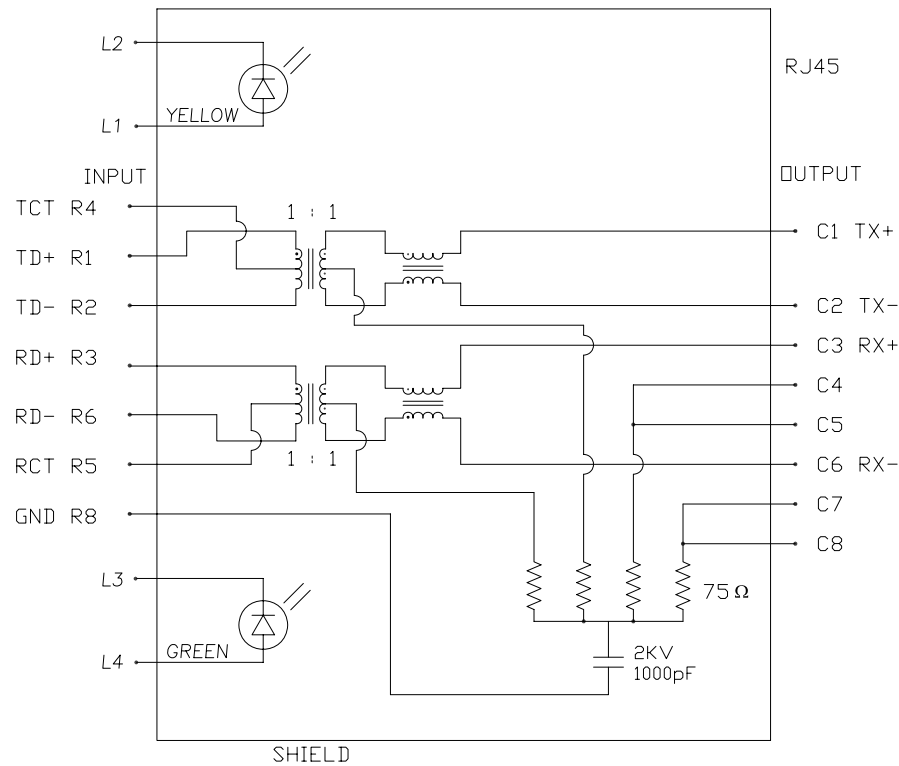 L2
RJ45
YELLOW
L1
INPUT
OUTPUT
TCT R4
1 : 1
C1 TX+
TD+ R1
TD- R2
C2 TX-
C3 RX+
RD+ R3
C4
RD- R6
C5
1 : 1
RCT R5
C6 RX-
C7
GND R8
C8
L3
75Ω
GREEN
L4
2KV
1000pF
SHIELD